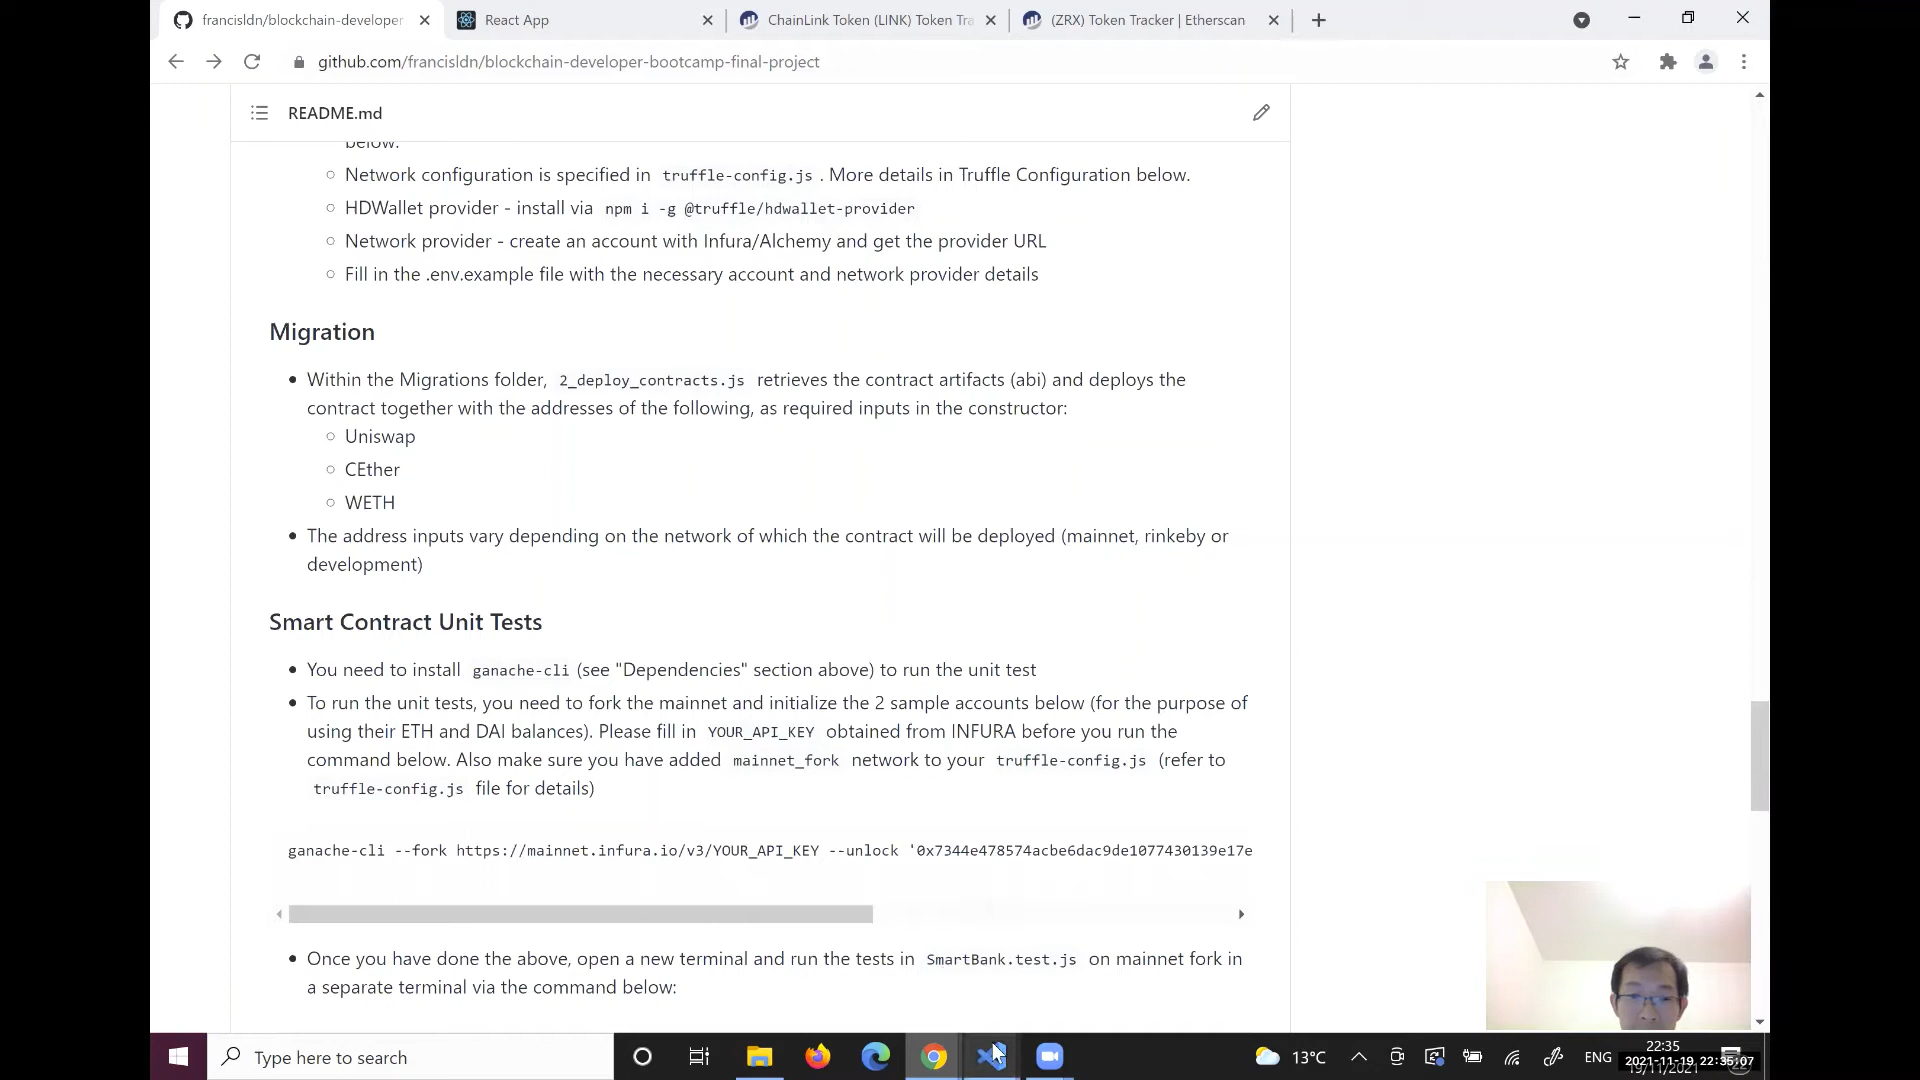 francisldn/blockchain-developer
React App
ChainLink Token (LINK) Token Tra
(ZRX) Token Tracker | Etherscan
github.com/francisldn/blockchain-developer-bootcamp-final-project
README.md
below.
Network configuration is specified in truffle-config.js . More details in Truffle Configuration below.
HDWallet provider - install via npm i -g @truffle/hdwallet-provider
Network provider - create an account with Infura/Alchemy and get the provider URL
Fill in the .env.example file with the necessary account and network provider details
Migration
Within the Migrations folder, 2_deploy_contracts.js retrieves the contract artifacts (abi) and deploys the
contract together with the addresses of the following, as required inputs in the constructor:
Uniswap
CEther
WETH
The address inputs vary depending on the network of which the contract will be deployed (mainnet, rinkeby or
development)
Smart Contract Unit Tests
You need to install ganache-cli (see "Dependencies" section above) to run the unit test
To run the unit tests, you need to fork the mainnet and initialize the 2 sample accounts below (for the purpose of
using their ETH and DAI balances). Please fill in YOUR_API_KEY obtained from INFURA before you run the
command below. Also make sure you have added mainnet_fork network to your truffle-config.js (refer to
truffle-config.js file for details)
ganache-cli --fork https://mainnet.infura.io/v3/YOUR_API_KEY --unlock '0x7344e478574acbe6dac9de1077430139e17e
Once you have done the above, open a new terminal and run the tests in SmartBank.test.js on mainnet fork in
a separate terminal via the command below:
Type here to search
13°C
ENG
22:35
2021-11-19, 22:35:07
19/11/2021
22